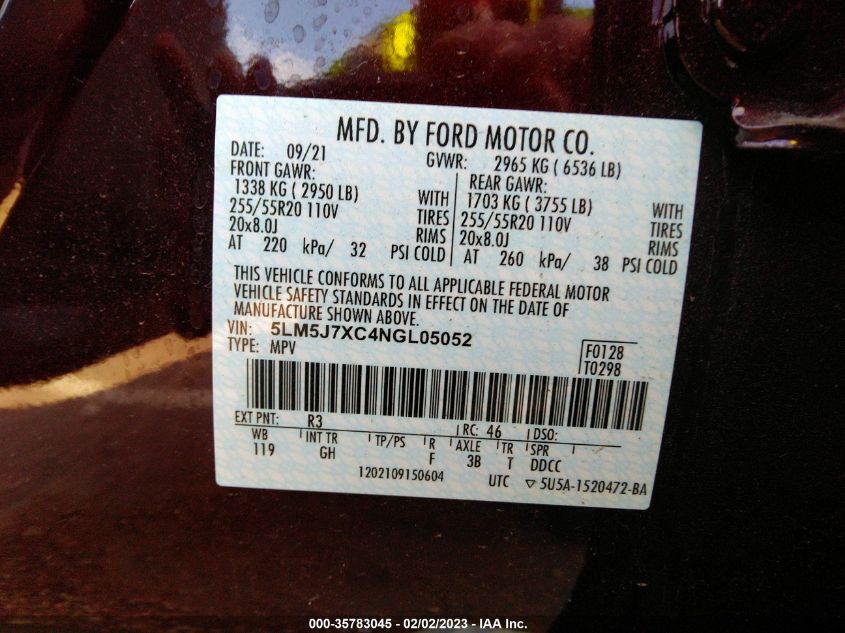 MFD. BY FORD MOTOR CO.
DATE: 09/21 GVWR: 2965 KG ( 6536 LB)
FRONT GAWR: REAR GAWR:
1338 KG ( 2950 LB) WITH 1703 KG ( 3755 LB) WITH
255/55R20 110V TIRES 255/55R20 110V TIRES
20x8.0J RIMS 20x8.0J RIMS
AT 220 kPa/ 32 PSI COLD AT 260 kPa/ 38 PSI COLD
THIS VEHICLE CONFORMS TO ALL APPLICABLE FEDERAL MOTOR
VEHICLE SAFETY STANDARDS IN EFFECT ON THE DATE OF
MANUFACTURE SHOWN ABOVE.
VIN: 5LM5J7XC4NGL05052
TYPE: MPV F0128
T0298
EXT PNT: R3 RC: 46 DSO:
WB INT TR TP/PS R AXLE TR SPR
119 GH F 3B T DDCC
1202109150604 UTC ▽ 5U5A-1520472-BA
000-35783045 - 02/02/2023 - IAA Inc.